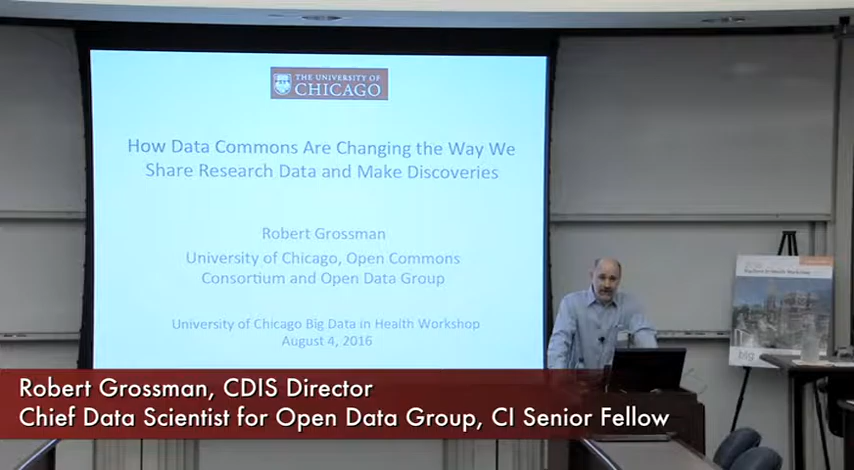 THE UNIVERSITY OF
CHICAGO
How Data Commons Are Changing the Way We
Share Research Data and Make Discoveries
Robert Grossman
University of Chicago, Open Commons
Consortium and Open Data Group
University of Chicago Big Data in Health Workshop
August 4, 2016
Robert Grossman, CDIS Director
Chief Data Scientist for Open Data Group, CI Senior Fellow